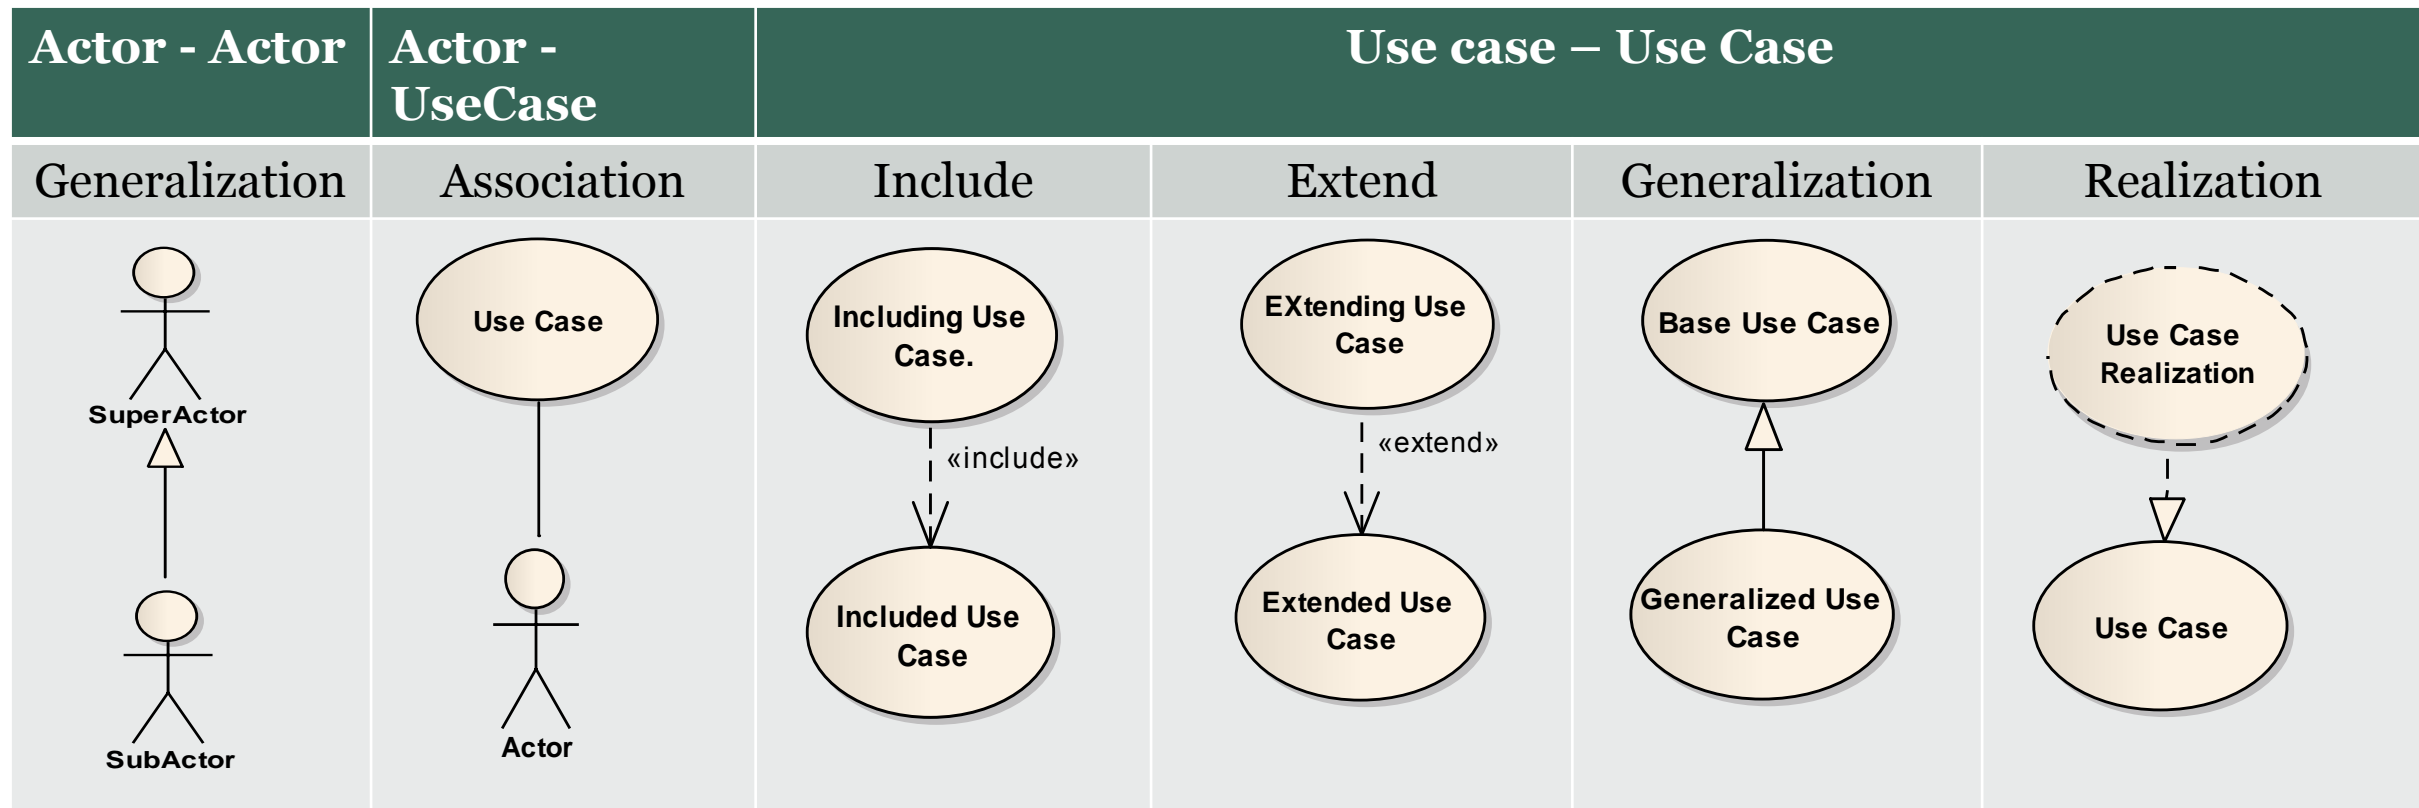 Actor - Actor
Actor -
UseCase
Use case – Use Case
Generalization
Association
Include
Extend
Generalization
Realization
SuperActor
SubActor
Use Case
Actor
Including Use
Case.
«include»
Included Use
Case
EXtending Use
Case
«extend»
Extended Use
Case
Base Use Case
Generalized Use
Case
Use Case
Realization
Use Case